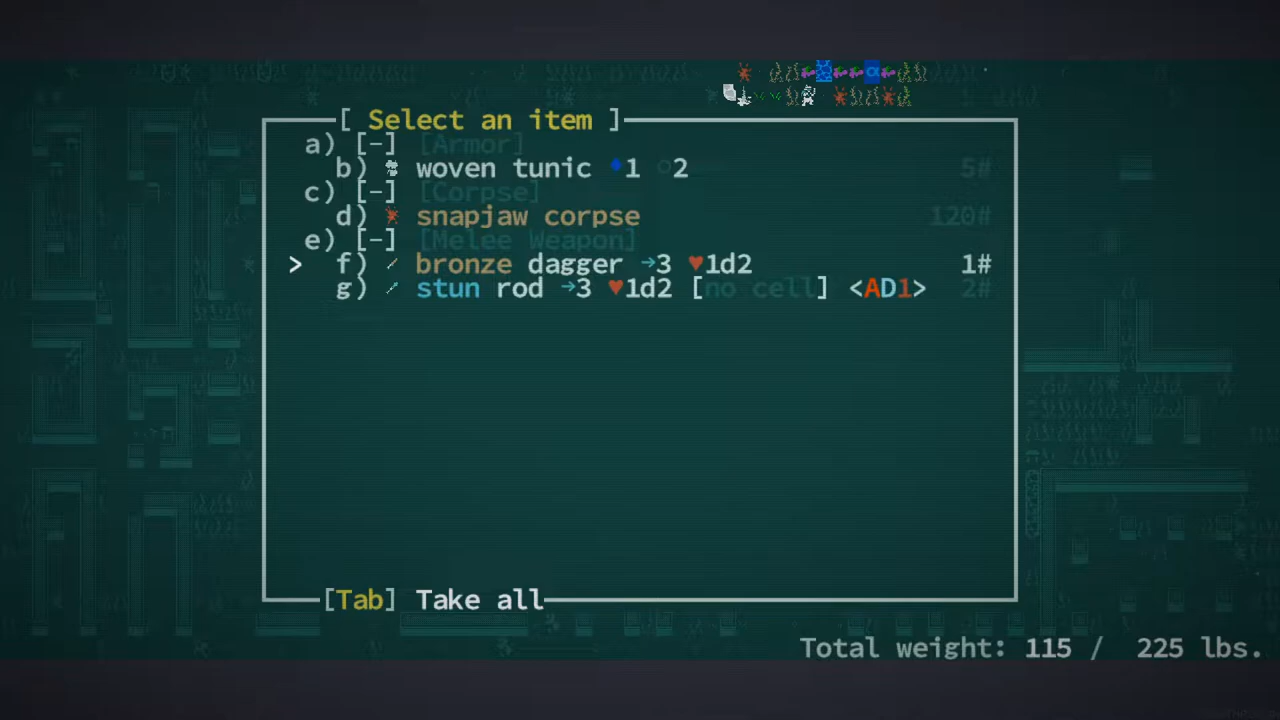 [ Select an item ]
a) [-] [Armor]
b) woven tunic ♦1 ○2 5#
c) [-] [Corpse]
d) snapjaw corpse 120#
e) [-] [Melee Weapon]
> f) bronze dagger →3 ♥1d2 1#
g) stun rod →3 ♥1d2 [no cell] <AD1> 2#
[Tab] Take all
Total weight: 115 / 225 lbs.